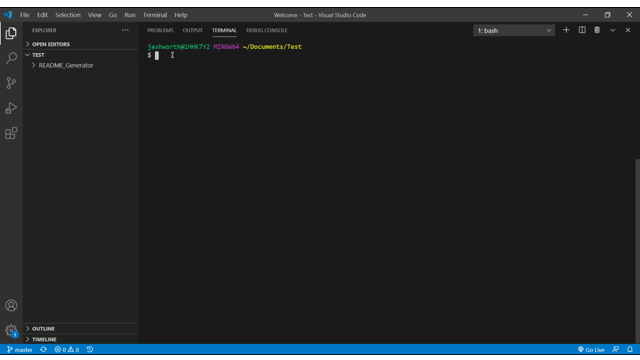 File Edit Selection View Go Run Terminal Help
Welcome - Test - Visual Studio Code
EXPLORER
OPEN EDITORS
TEST
README_Generator
PROBLEMS OUTPUT TERMINAL DEBUG CONSOLE
1: bash
jashworth@1HHK7Y2 MINGW64 ~/Documents/Test
$
OUTLINE
TIMELINE
master 0 0 Go Live